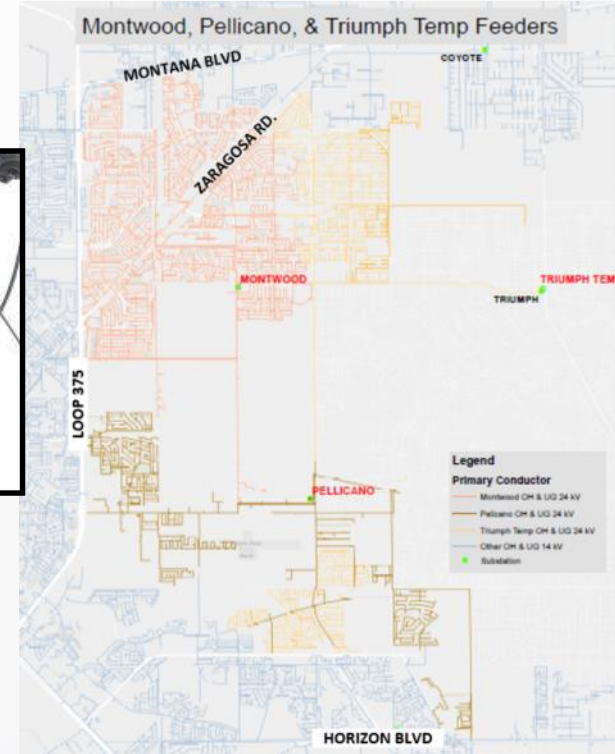 Montwood, Pellicano, & Triumph Temp Feeders
MONTANA BLVD
COYOTE
ZARAGOSA RD.
MONTWOOD
TRIUMPH TEM
TRIUMPH
LOOP 375
PELLICANO
Legend
Primary Conductor
Montwood OH & UG 24 kV
Pelicano OH & UG 24 kV
Triumph Temp OH & UG 24 kV
Other OH & UG 14 kV
Substation
HORIZON BLVD